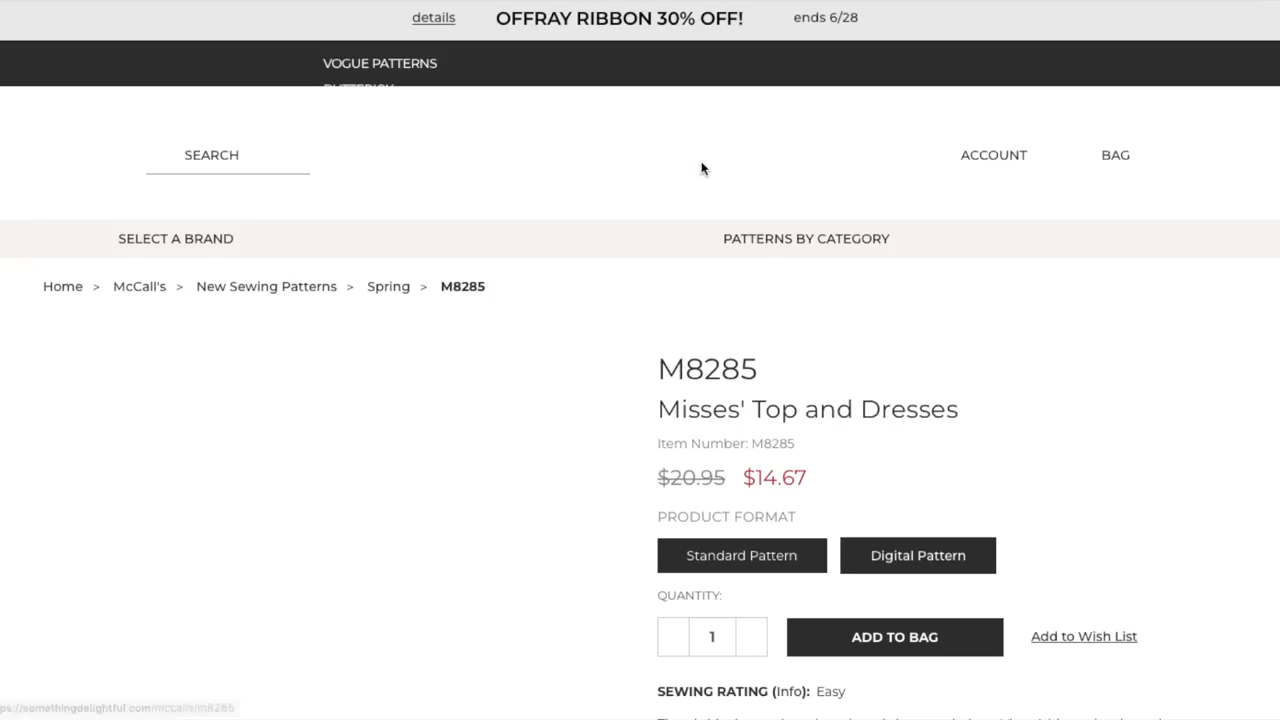 details OFFRAY RIBBON 30% OFF! ends 6/28
VOGUE PATTERNS
BUTTERICK
SEARCH ACCOUNT BAG
SELECT A BRAND PATTERNS BY CATEGORY
Home > McCall's > New Sewing Patterns > Spring > M8285
M8285
Misses' Top and Dresses
Item Number: M8285
$20.95 $14.67
PRODUCT FORMAT
Standard Pattern Digital Pattern
QUANTITY:
1 ADD TO BAG Add to Wish List
SEWING RATING (Info): Easy